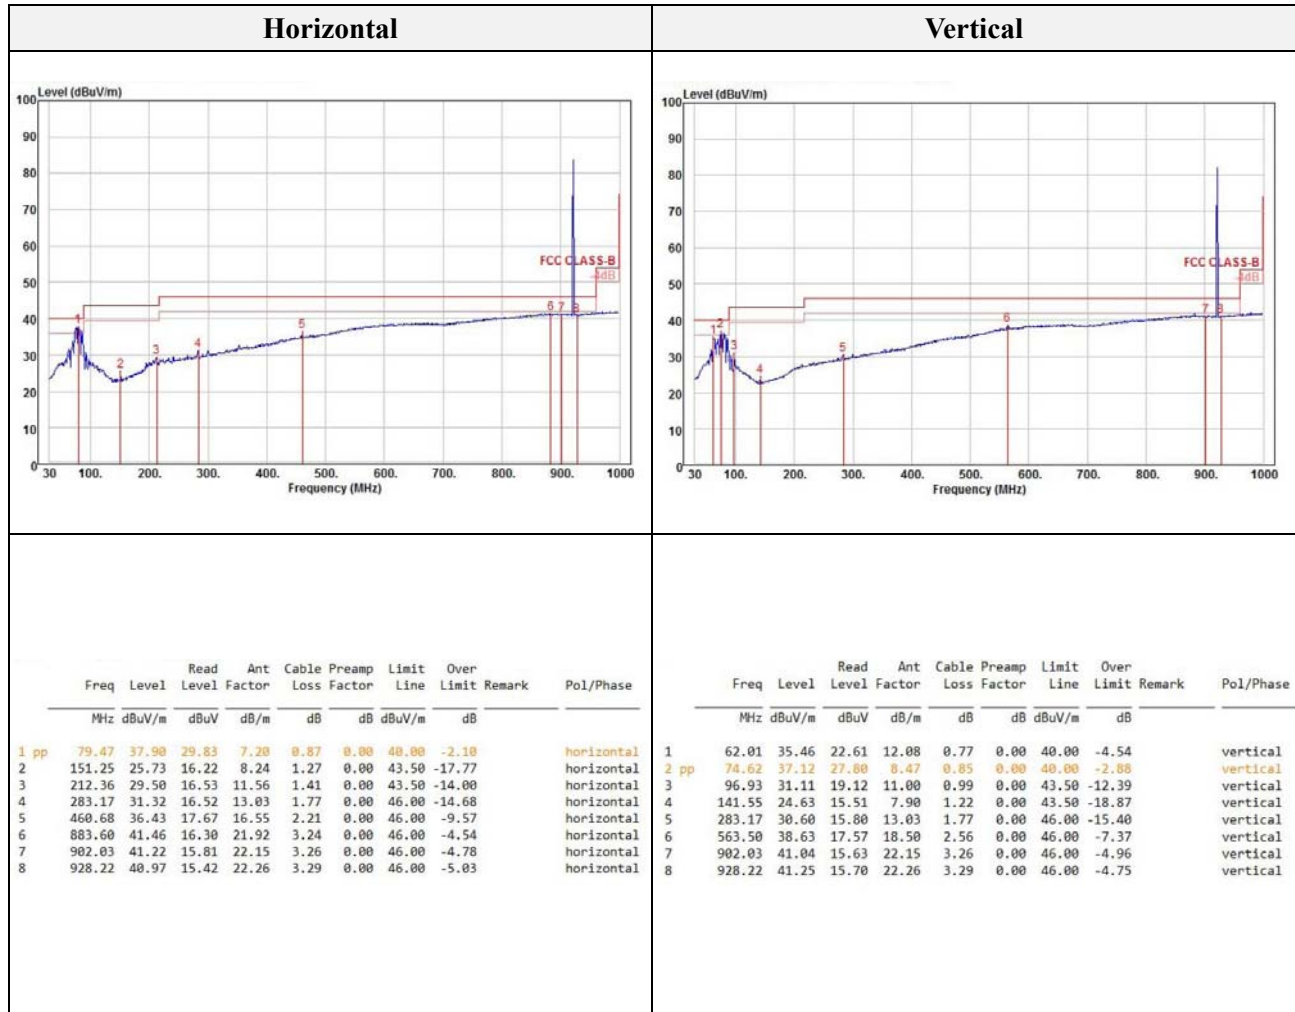 Horizontal
Vertical
Level (dBuV/m)
100
90
80
70
60
50
40
30
20
10
0
FCC CLASS-B
-4dB
1
2
3
4
5
6
7
8
30 100. 200. 300. 400. 500. 600. 700. 800. 900. 1000
Frequency (MHz)
Level (dBuV/m)
100
90
80
70
60
50
40
30
20
10
0
FCC CLASS-B
-4dB
1
2
3
4
5
6
7
8
30 100. 200. 300. 400. 500. 600. 700. 800. 900. 1000
Frequency (MHz)
Read Ant Cable Preamp Limit Over
Freq Level Level Factor Loss Factor Line Limit Remark Pol/Phase
MHz dBuV/m dBuV dB/m dB dB dBuV/m dB
1 pp 79.47 37.90 29.83 7.20 0.87 0.00 40.00 -2.10 horizontal
2 151.25 25.73 16.22 8.24 1.27 0.00 43.50 -17.77 horizontal
3 212.36 29.50 16.53 11.56 1.41 0.00 43.50 -14.00 horizontal
4 283.17 31.32 16.52 13.03 1.77 0.00 46.00 -14.68 horizontal
5 460.68 36.43 17.67 16.55 2.21 0.00 46.00 -9.57 horizontal
6 883.60 41.46 16.30 21.92 3.24 0.00 46.00 -4.54 horizontal
7 902.03 41.22 15.81 22.15 3.26 0.00 46.00 -4.78 horizontal
8 928.22 40.97 15.42 22.26 3.29 0.00 46.00 -5.03 horizontal
Read Ant Cable Preamp Limit Over
Freq Level Level Factor Loss Factor Line Limit Remark Pol/Phase
MHz dBuV/m dBuV dB/m dB dB dBuV/m dB
1 62.01 35.46 22.61 12.08 0.77 0.00 40.00 -4.54 vertical
2 pp 74.62 37.12 27.80 8.47 0.85 0.00 40.00 -2.88 vertical
3 96.93 31.11 19.12 11.00 0.99 0.00 43.50 -12.39 vertical
4 141.55 24.63 15.51 7.90 1.22 0.00 43.50 -18.87 vertical
5 283.17 30.60 15.80 13.03 1.77 0.00 46.00 -15.40 vertical
6 563.50 38.63 17.57 18.50 2.56 0.00 46.00 -7.37 vertical
7 902.03 41.04 15.63 22.15 3.26 0.00 46.00 -4.96 vertical
8 928.22 41.25 15.70 22.26 3.29 0.00 46.00 -4.75 vertical